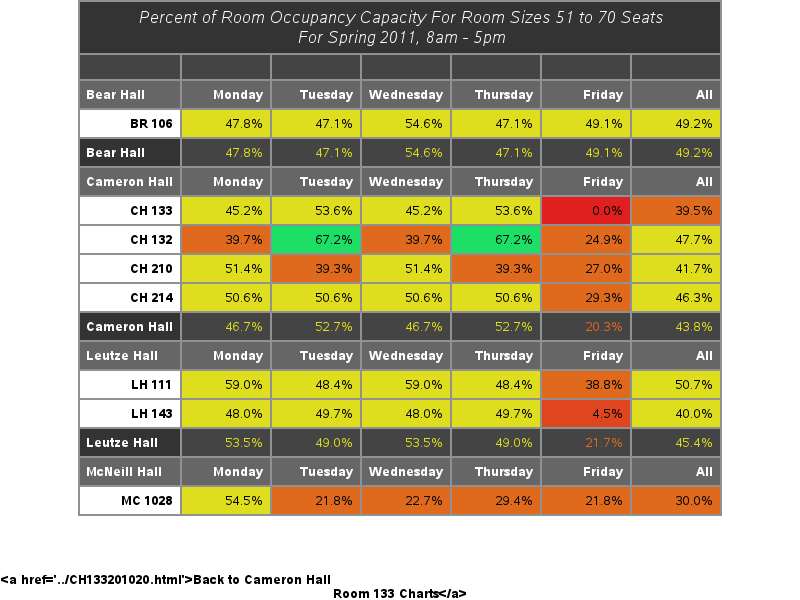 Percent of Room Occupancy Capacity For Room Sizes 51 to 70 Seats
For Spring 2011, 8am - 5pm
Bear Hall Monday Tuesday Wednesday Thursday Friday All
BR 106 47.8% 47.1% 54.6% 47.1% 49.1% 49.2%
Bear Hall 47.8% 47.1% 54.6% 47.1% 49.1% 49.2%
Cameron Hall Monday Tuesday Wednesday Thursday Friday All
CH 133 45.2% 53.6% 45.2% 53.6% 0.0% 39.5%
CH 132 39.7% 67.2% 39.7% 67.2% 24.9% 47.7%
CH 210 51.4% 39.3% 51.4% 39.3% 27.0% 41.7%
CH 214 50.6% 50.6% 50.6% 50.6% 29.3% 46.3%
Cameron Hall 46.7% 52.7% 46.7% 52.7% 20.3% 43.8%
Leutze Hall Monday Tuesday Wednesday Thursday Friday All
LH 111 59.0% 48.4% 59.0% 48.4% 38.8% 50.7%
LH 143 48.0% 49.7% 48.0% 49.7% 4.5% 40.0%
Leutze Hall 53.5% 49.0% 53.5% 49.0% 21.7% 45.4%
McNeill Hall Monday Tuesday Wednesday Thursday Friday All
MC 1028 54.5% 21.8% 22.7% 29.4% 21.8% 30.0%
<a href='../CH133201020.html'>Back to Cameron Hall
Room 133 Charts</a>